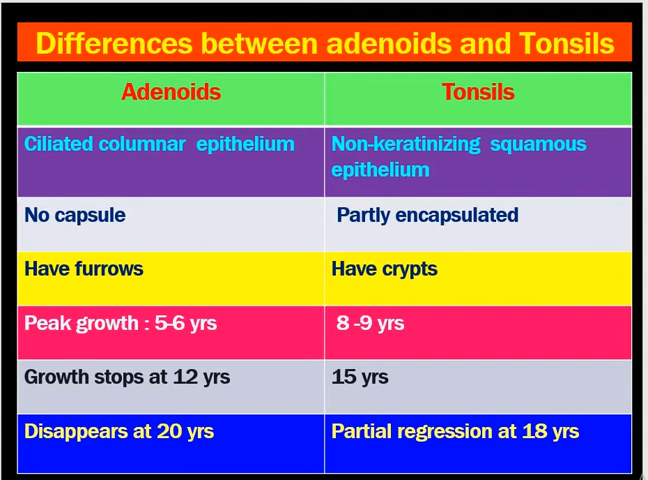 Differences between adenoids and Tonsils
Adenoids
Tonsils
Ciliated columnar epithelium
Non-keratinizing squamous
epithelium
No capsule
Partly encapsulated
Have furrows
Have crypts
Peak growth : 5-6 yrs
8 -9 yrs
Growth stops at 12 yrs
15 yrs
Disappears at 20 yrs
Partial regression at 18 yrs